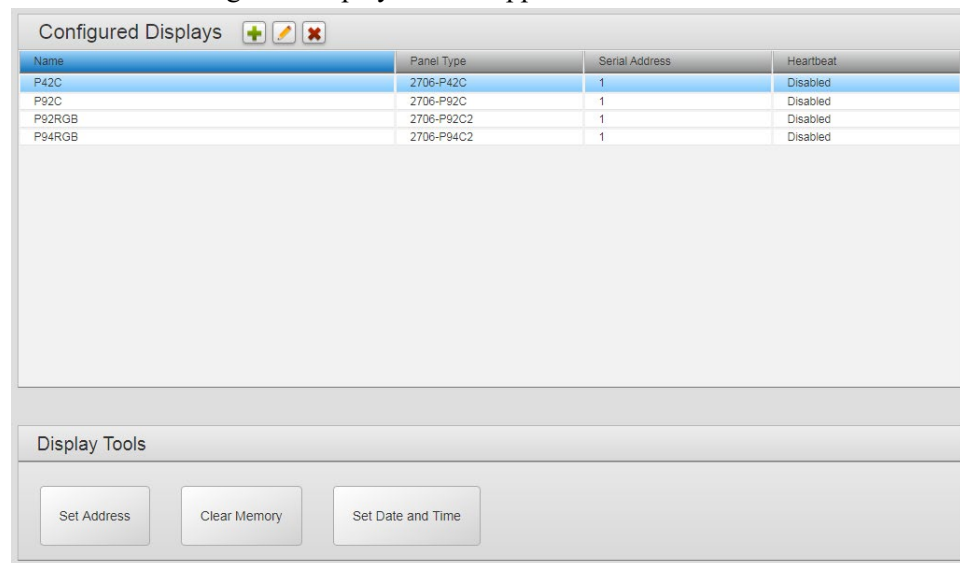 Configured Displays
Name Panel Type Serial Address Heartbeat
P42C 2706-P42C 1 Disabled
P92C 2706-P92C 1 Disabled
P92RGB 2706-P92C2 1 Disabled
P94RGB 2706-P94C2 1 Disabled
Display Tools
Set Address Clear Memory Set Date and Time